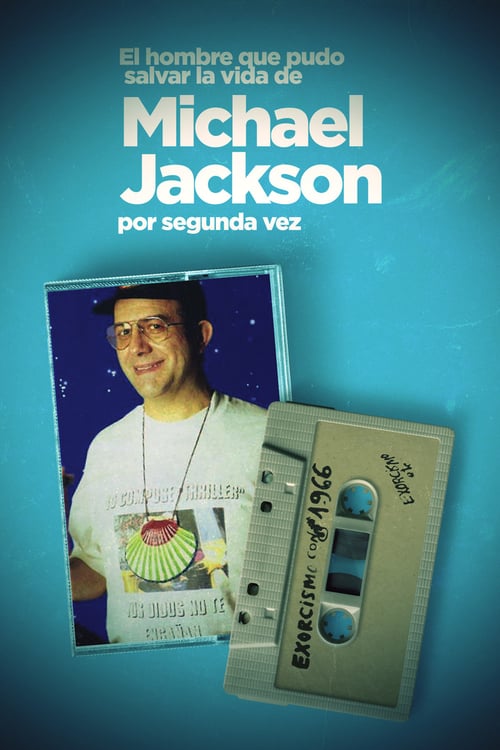 El hombre que pudo
salvar la vida de
Michael
Jackson
por segunda vez
COMPUSE THRILLER"
NO TE
ENGAÑAN
EXORCISMO CON 1966
EXORCISMO